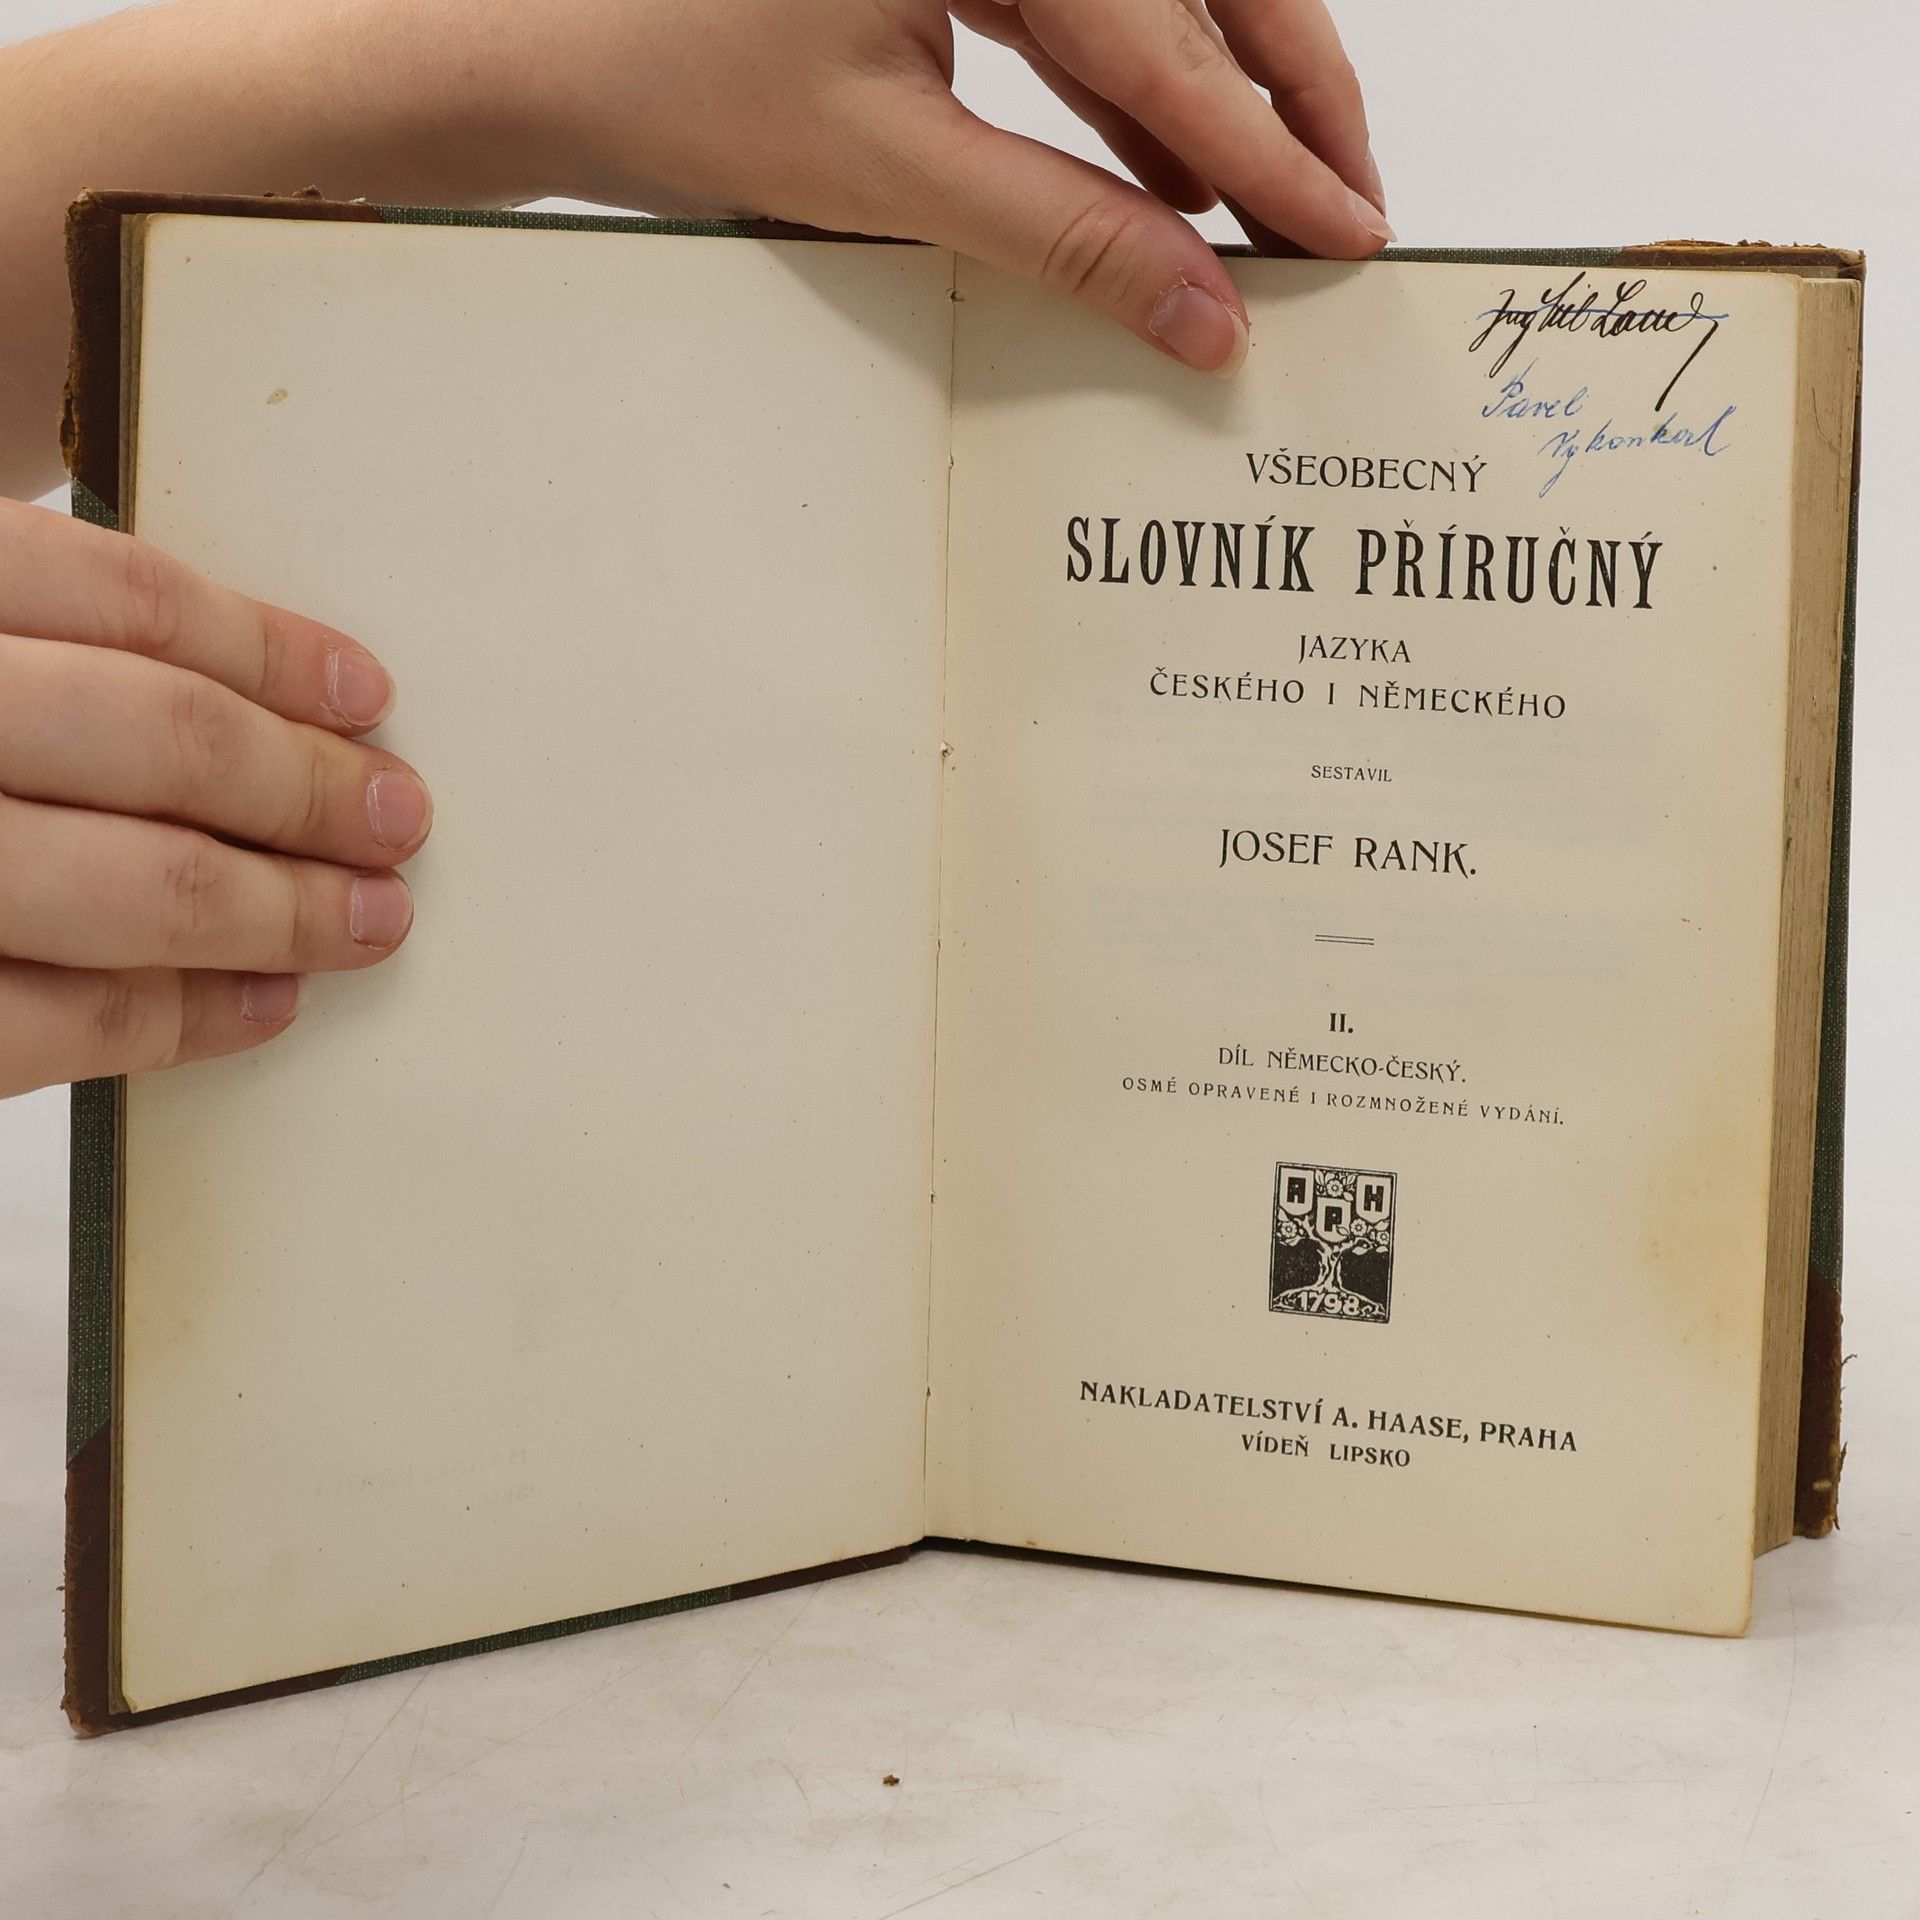 Pavel
VŠEOBECNÝ
SLOVNÍK PŘÍRUČNÝ
JAZYKA
ČESKÉHO I NĚMECKÉHO
SESTAVIL
JOSEF RANK.
II.
DÍL NĚMECKO-ČESKÝ.
OSMÉ OPRAVENÉ I ROZMNOŽENÉ VYDÁNÍ.
A H
P
1798
NAKLADATELSTVÍ A. HAASE, PRAHA
VÍDEŇ LIPSKO